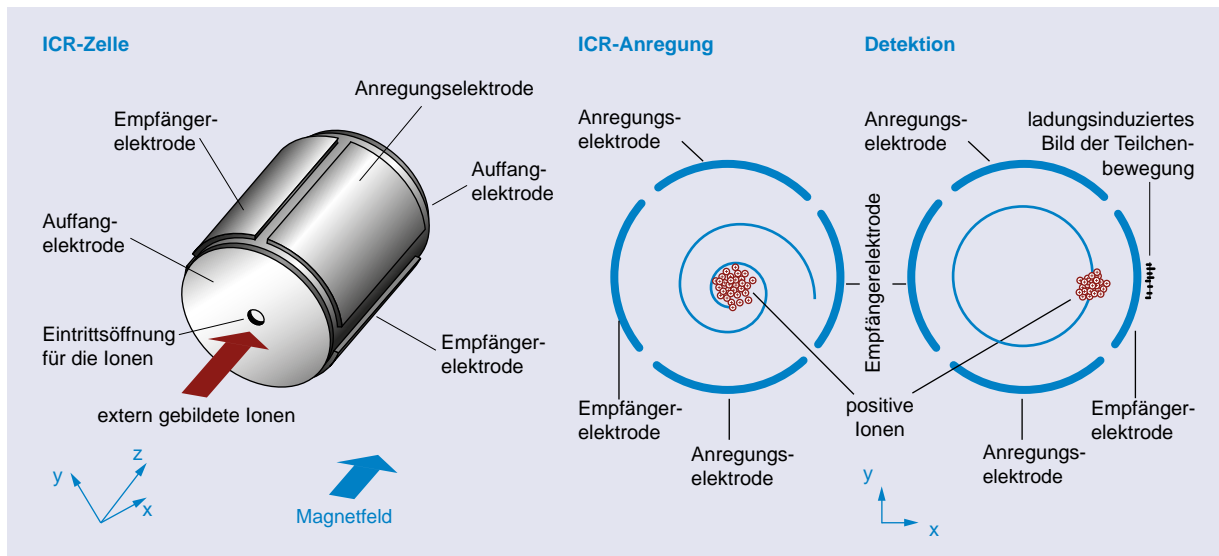 ICR-Zelle
Anregungselektrode
Empfänger-
elektrode
Auffang-
elektrode
Auffang-
elektrode
Eintrittsöffnung
für die Ionen
Empfänger-
elektrode
extern gebildete Ionen
z
y
x
Magnetfeld
ICR-Anregung
Anregungs-
elektrode
Empfängerelektrode
Empfänger-
elektrode
positive
Ionen
Anregungs-
elektrode
Detektion
Anregungs-
elektrode
ladungsinduziertes
Bild der Teilchen-
bewegung
Empfänger-
elektrode
Anregungs-
elektrode
y
x